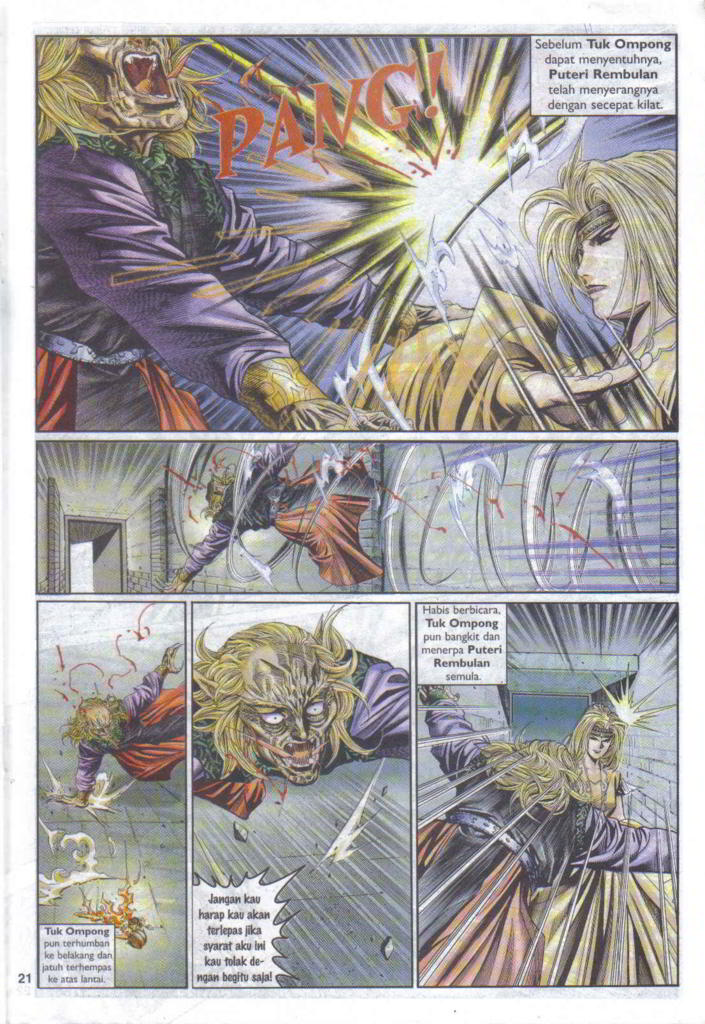 Sebelum Tuk Ompong
dapat menyentuhnya,
Puteri Rembulan
telah menyerangnya
dengan secepat kilat.
PANG!
Tuk Ompong
pun terhumban
ke belakang dan
jatuh terhempas
ke atas lantai.
Jangan kau
harap kau akan
terlepas jika
syarat aku ini
kau tolak de-
ngan begitu saja!
Habis berbicara,
Tuk Ompong
pun bangkit dan
menerpa Puteri
Rembulan
semula.
21